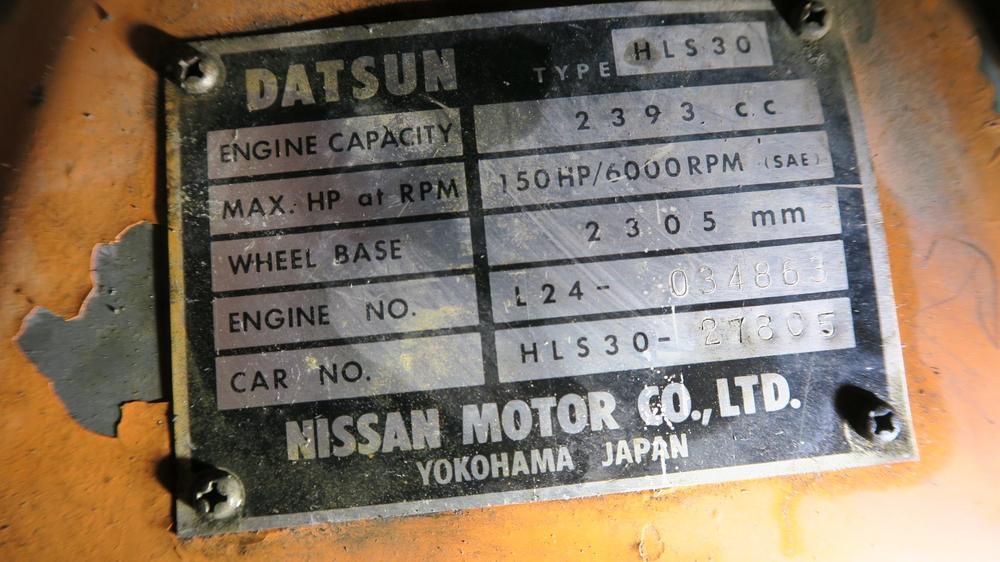 DATSUN TYPE HLS30
ENGINE CAPACITY 2393 cc
MAX. HP at RPM 150HP/6000RPM (SAE)
WHEEL BASE 2305 mm
ENGINE NO. L24- 034863
CAR NO. HLS30- 27805
NISSAN MOTOR CO., LTD.
YOKOHAMA JAPAN